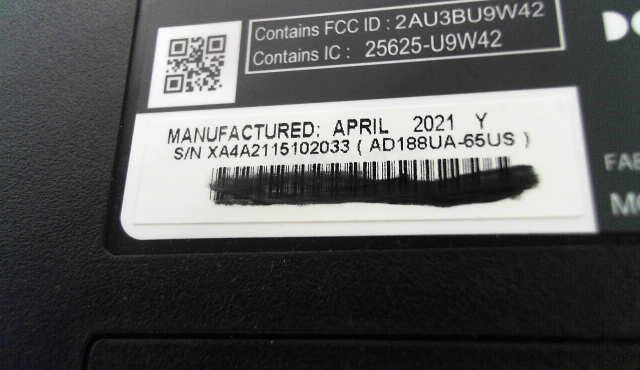 Contains FCC ID : 2AU3BU9W42
Contains IC : 25625-U9W42
MANUFACTURED: APRIL 2021 Y
S/N XA4A2115102033 ( AD188UA-65US )